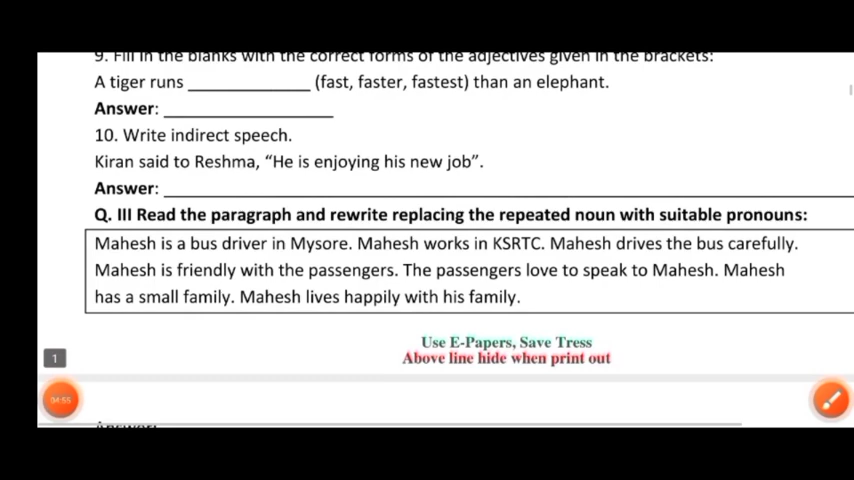 9. Fill in the blanks with the correct forms of the adjectives given in the brackets:
A tiger runs _____________ (fast, faster, fastest) than an elephant.
Answer: __________________
10. Write indirect speech.
Kiran said to Reshma, “He is enjoying his new job”.
Answer: ______________________________
Q. III Read the paragraph and rewrite replacing the repeated noun with suitable pronouns:
Mahesh is a bus driver in Mysore. Mahesh works in KSRTC. Mahesh drives the bus carefully.
Mahesh is friendly with the passengers. The passengers love to speak to Mahesh. Mahesh
has a small family. Mahesh lives happily with his family.
Use E-Papers, Save Tress
1
Above line hide when print out
04:55
Answer: